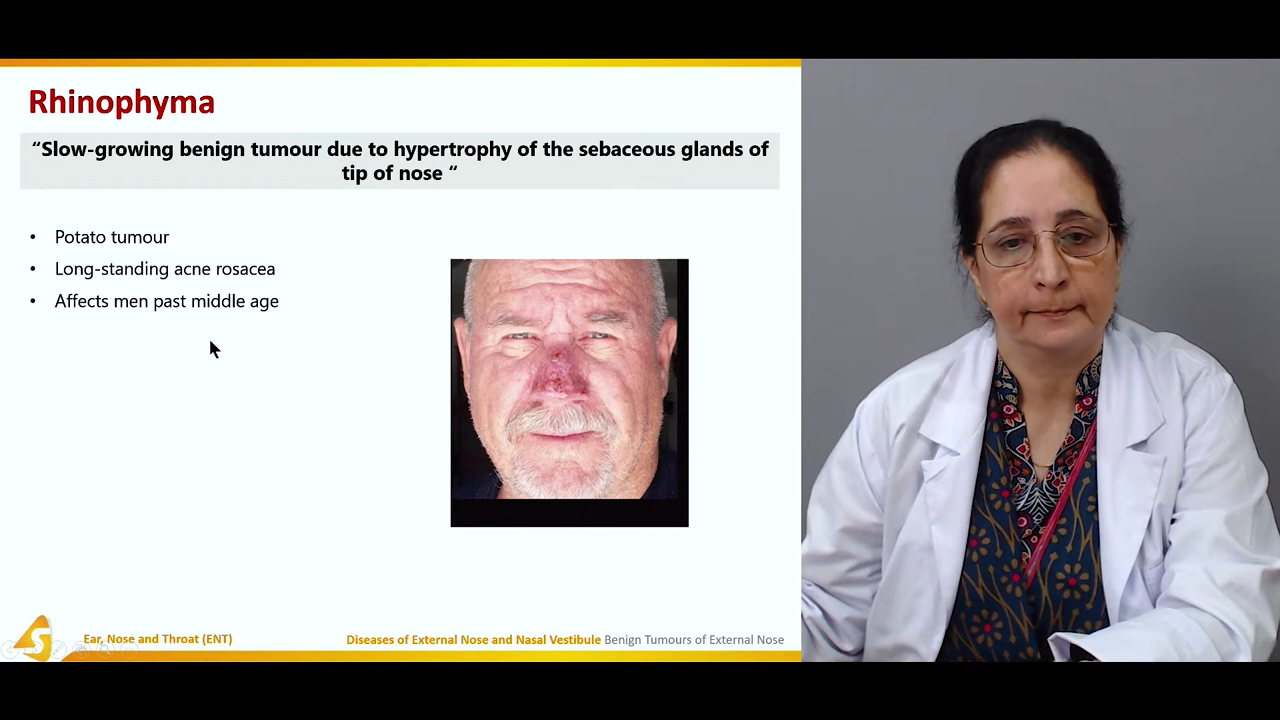 Rhinophyma
“Slow-growing benign tumour due to hypertrophy of the sebaceous glands of
tip of nose “
• Potato tumour
• Long-standing acne rosacea
• Affects men past middle age
S
Ear, Nose and Throat (ENT)
Diseases of External Nose and Nasal Vestibule Benign Tumours of External Nose